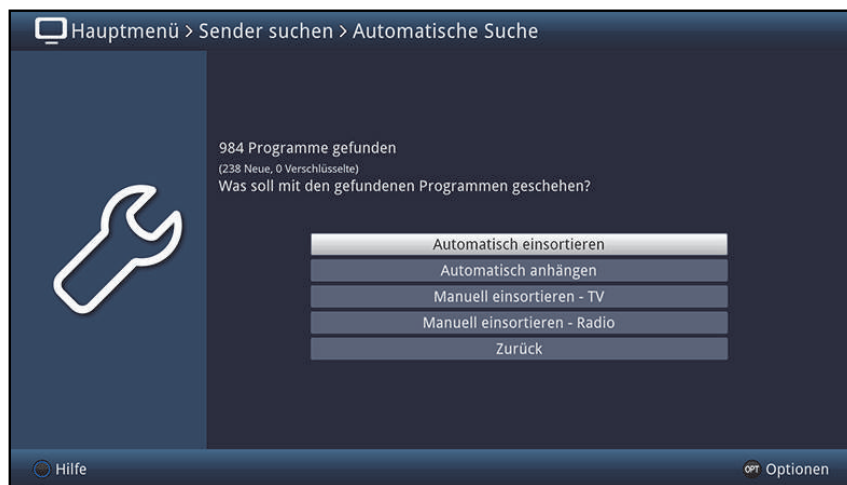 Hauptmenü > Sender suchen > Automatische Suche
984 Programme gefunden
(238 Neue, 0 Verschlüsselte)
Was soll mit den gefundenen Programmen geschehen?
Automatisch einsortieren
Automatisch anhängen
Manuell einsortieren - TV
Manuell einsortieren - Radio
Zurück
Hilfe
OPT Optionen